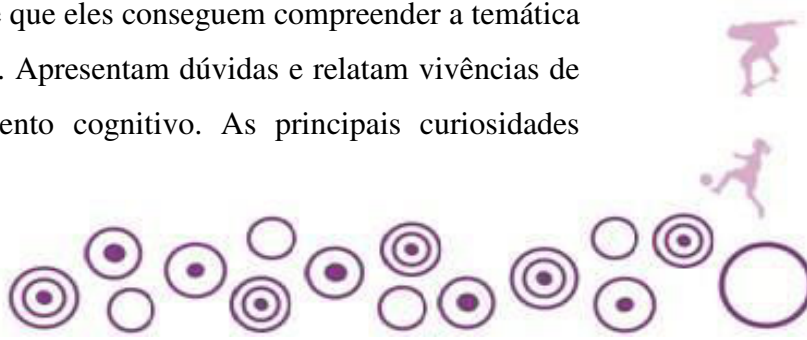 que eles conseguem compreender a temática
. Apresentam dúvidas e relatam vivências de
ento cognitivo. As principais curiosidades